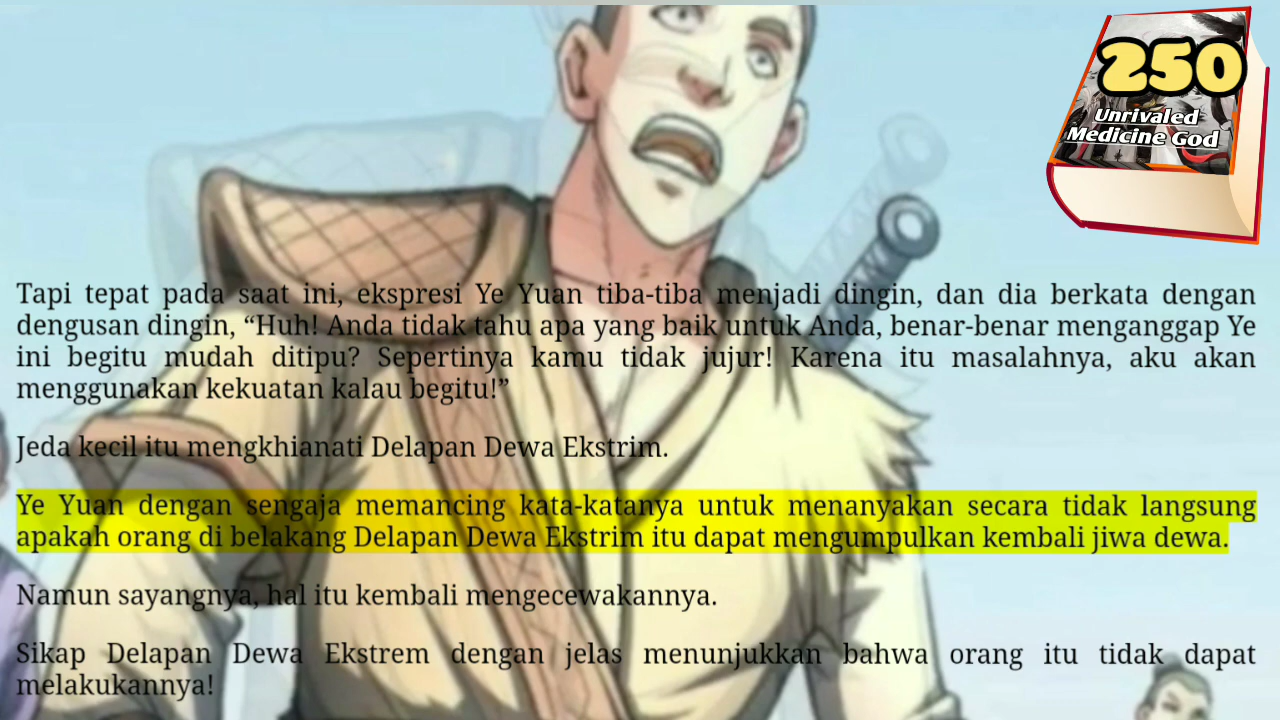 250
Unrivaled
Medicine God
Tapi tepat pada saat ini, ekspresi Ye Yuan tiba-tiba menjadi dingin, dan dia berkata dengan
dengusan dingin, “Huh! Anda tidak tahu apa yang baik untuk Anda, benar-benar menganggap Ye
ini begitu mudah ditipu? Sepertinya kamu tidak jujur! Karena itu masalahnya, aku akan
menggunakan kekuatan kalau begitu!”
Jeda kecil itu mengkhianati Delapan Dewa Ekstrim.
Ye Yuan dengan sengaja memancing kata-katanya untuk menanyakan secara tidak langsung
apakah orang di belakang Delapan Dewa Ekstrim itu dapat mengumpulkan kembali jiwa dewa.
Namun sayangnya, hal itu kembali mengecewakannya.
Sikap Delapan Dewa Ekstrem dengan jelas menunjukkan bahwa orang itu tidak dapat
melakukannya!